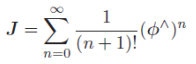 J = \sum_{n=0}^{\infty} \frac{1}{(n+1)!} (\phi^{\wedge})^n